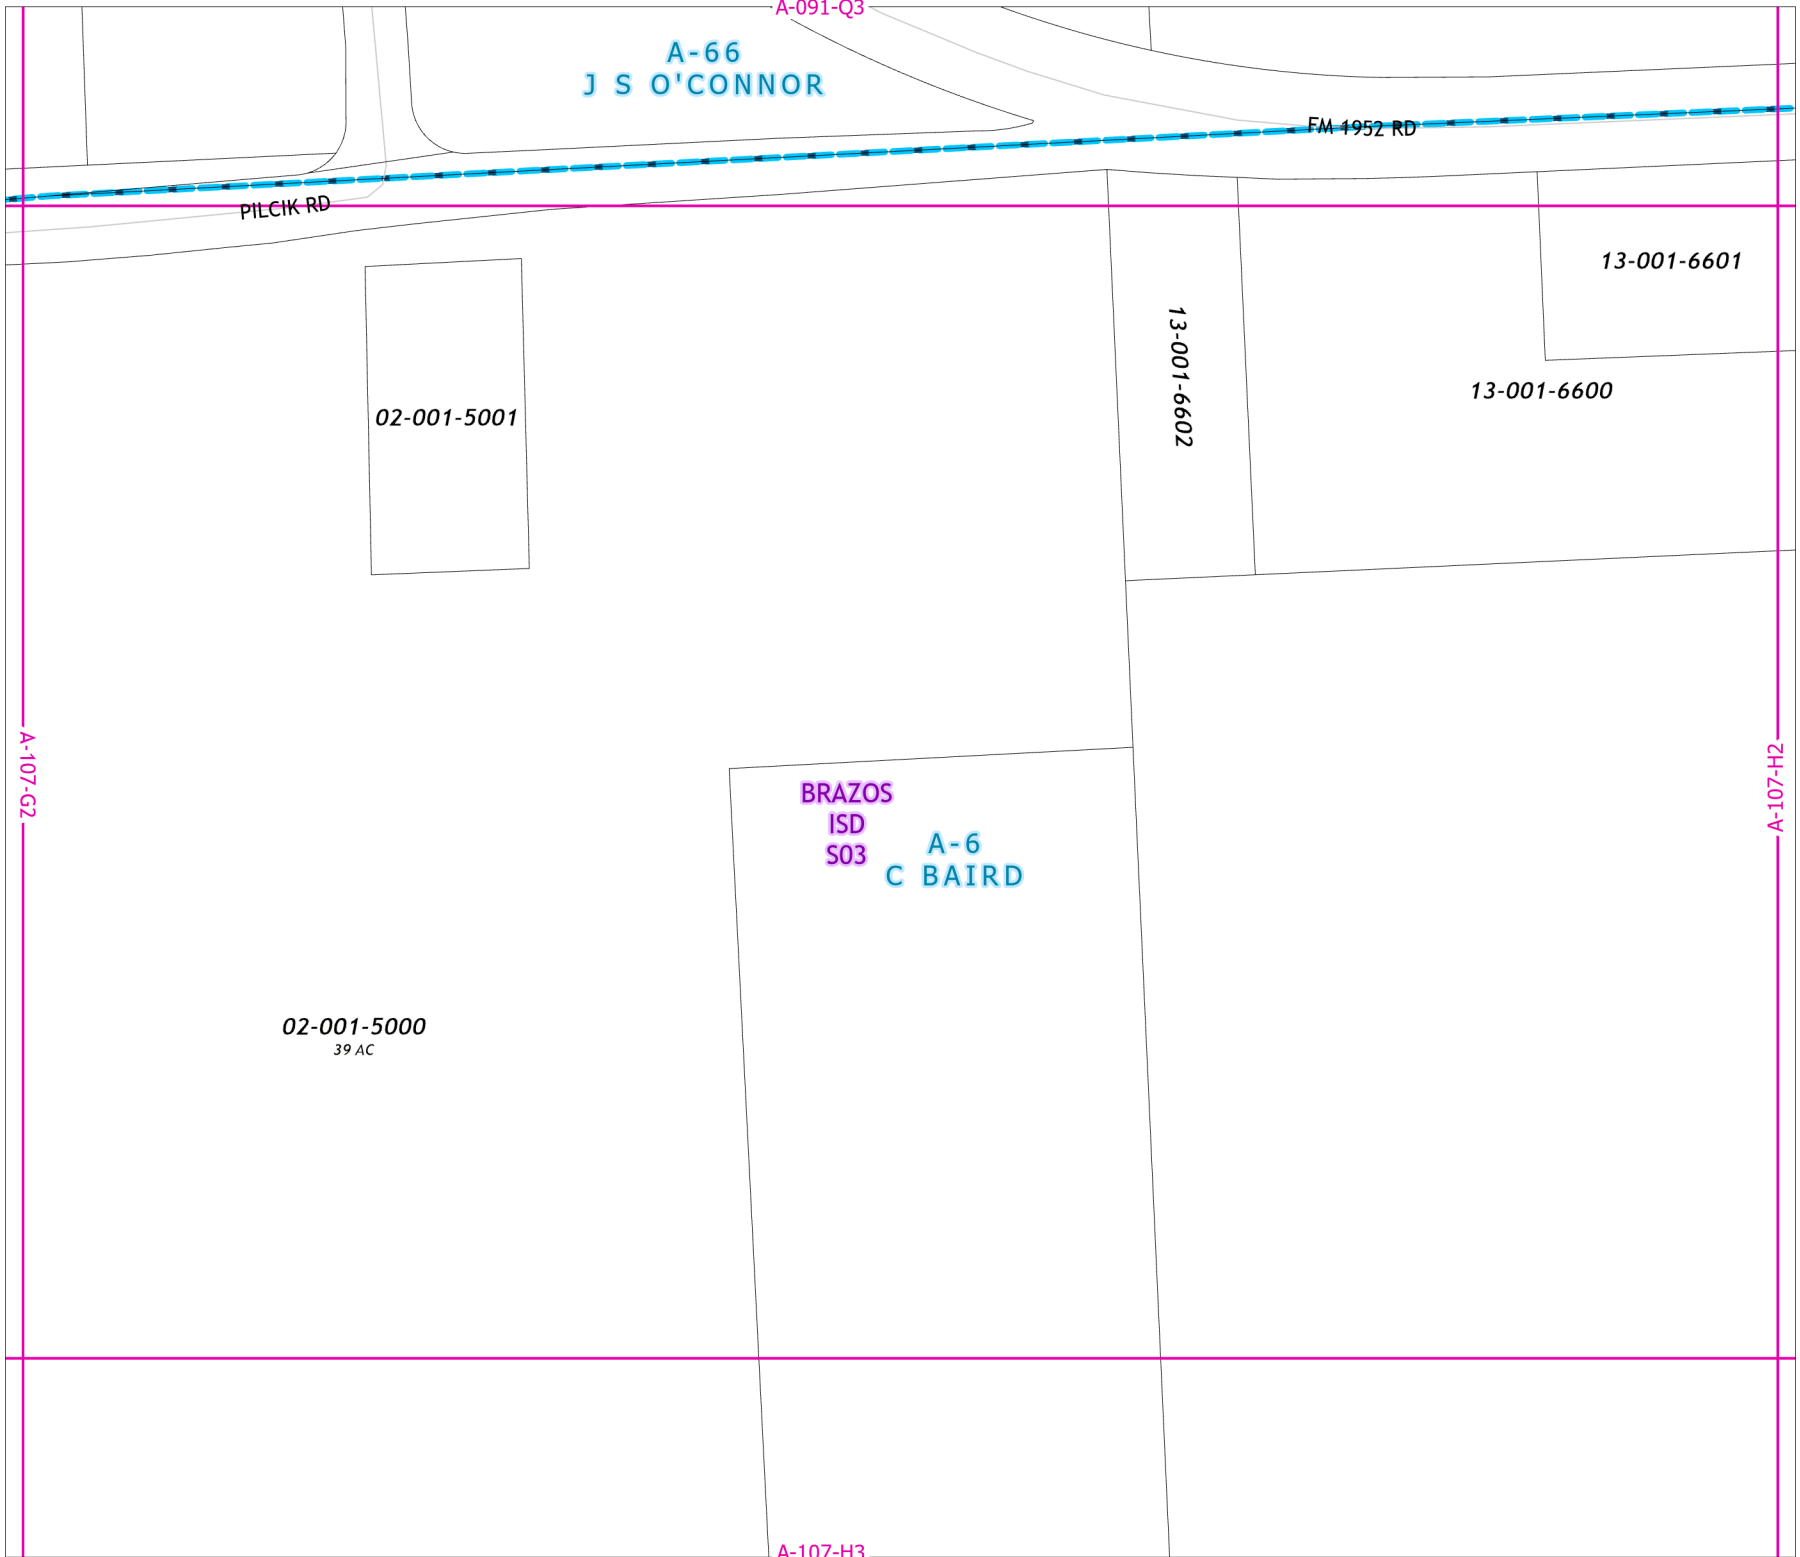 A-091-Q3
A-66
J S O'CONNOR
FM 1952 RD
PILCIK RD
13-001-6601
13-001-6602
13-001-6600
02-001-5001
A-107-G2
A-107-H2
BRAZOS
ISD
S03
A-6
C BAIRD
02-001-5000
39 AC
A-107-H3